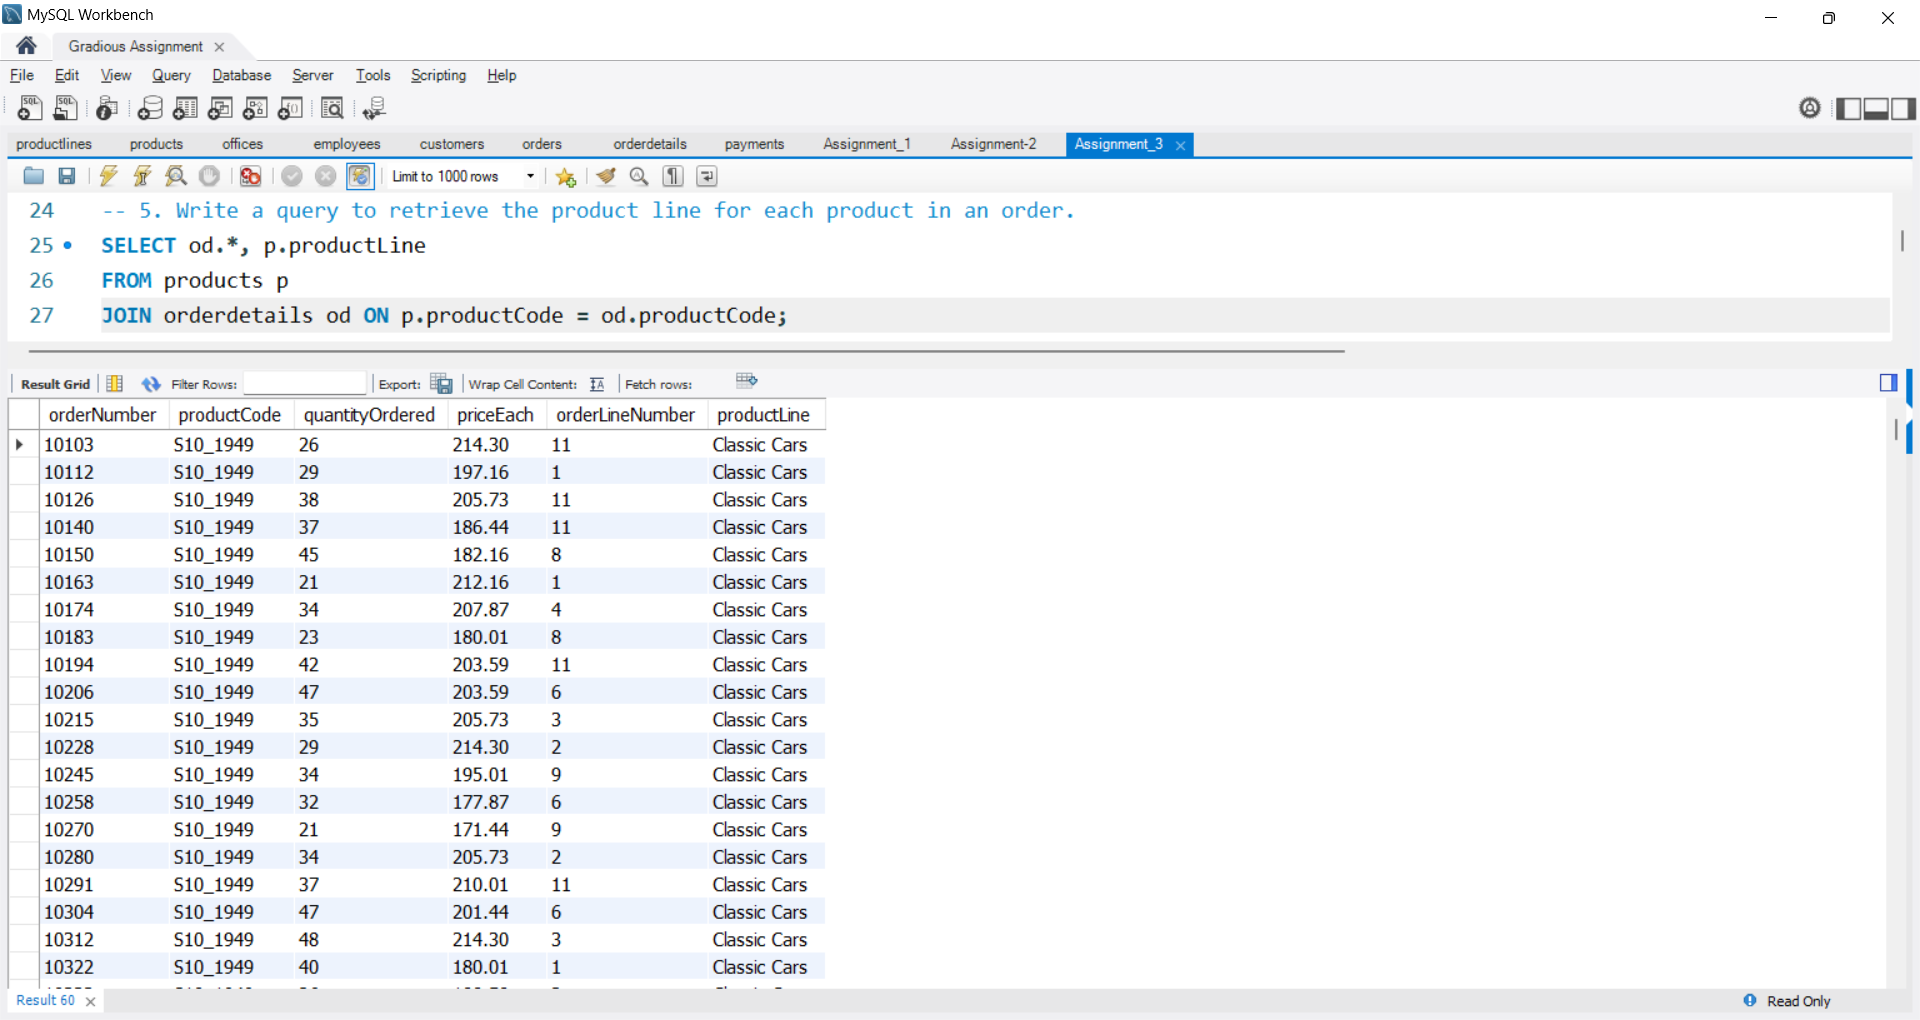 MySQL Workbench
Gradious Assignment
File Edit View Query Database Server Tools Scripting Help
productlines products offices employees customers orders orderdetails payments Assignment_1 Assignment-2 Assignment_3
Limit to 1000 rows
24 -- 5. Write a query to retrieve the product line for each product in an order.
25 SELECT od.*, p.productLine
26 FROM products p
27 JOIN orderdetails od ON p.productCode = od.productCode;
Result Grid Filter Rows: Export: Wrap Cell Content: Fetch rows:
orderNumber productCode quantityOrdered priceEach orderLineNumber productLine
10103 S10_1949 26 214.30 11 Classic Cars
10112 S10_1949 29 197.16 1 Classic Cars
10126 S10_1949 38 205.73 11 Classic Cars
10140 S10_1949 37 186.44 11 Classic Cars
10150 S10_1949 45 182.16 8 Classic Cars
10163 S10_1949 21 212.16 1 Classic Cars
10174 S10_1949 34 207.87 4 Classic Cars
10183 S10_1949 23 180.01 8 Classic Cars
10194 S10_1949 42 203.59 11 Classic Cars
10206 S10_1949 47 203.59 6 Classic Cars
10215 S10_1949 35 205.73 3 Classic Cars
10228 S10_1949 29 214.30 2 Classic Cars
10245 S10_1949 34 195.01 9 Classic Cars
10258 S10_1949 32 177.87 6 Classic Cars
10270 S10_1949 21 171.44 9 Classic Cars
10280 S10_1949 34 205.73 2 Classic Cars
10291 S10_1949 37 210.01 11 Classic Cars
10304 S10_1949 47 201.44 6 Classic Cars
10312 S10_1949 48 214.30 3 Classic Cars
10322 S10_1949 40 180.01 1 Classic Cars
Result 60 Read Only